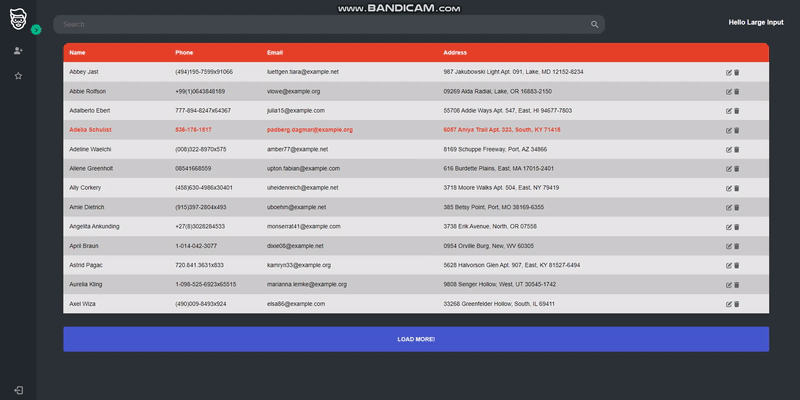 www.BANDICAM.com
Search
Hello Large Input
Name Phone Email Address
Abbey Jast (494)195-7599x91066 luettgen.tiara@example.net 987 Jakubowski Light Apt. 091, Lake, MD 12152-8234
Abbie Rolfson +99(1)0643848189 vlowe@example.org 09269 Alda Radial, Lake, OR 16883-2150
Adalberto Ebert 777-894-8247x64367 julia15@example.com 55708 Addie Ways Apt. 547, East, HI 94677-7803
Adella Schulist 536-176-1517 padberg.dagmar@example.org 6057 Aniya Trail Apt. 323, South, KY 71415
Adeline Waelchi (008)322-8970x575 amber77@example.net 8169 Schuppe Freeway, Port, AZ 34866
Ailene Greenholt 08541668559 upton.fabian@example.com 616 Burdette Plains, East, MA 17015-2401
Ally Corkery (458)630-4986x30401 uheidenreich@example.net 3718 Moore Walks Apt. 504, East, NY 79419
Amie Dietrich (915)397-2804x493 uboehm@example.net 385 Betsy Point, Port, MO 38169-6355
Angelita Ankunding +27(8)3028284533 monserrat41@example.com 3738 Erik Avenue, North, OR 07558
April Braun 1-014-042-3077 dixie08@example.net 0954 Orville Burg, New, WV 60305
Astrid Pagac 720.841.3631x833 kamryn33@example.org 5628 Halvorson Glen Apt. 907, East, KY 81527-6494
Aurelia Kling 1-098-525-6923x65515 marianna.lemke@example.org 9808 Senger Hollow, West, UT 30545-1742
Axel Wiza (490)009-8493x924 elsa86@example.com 33268 Greenfelder Hollow, South, IL 69411
LOAD MORE!